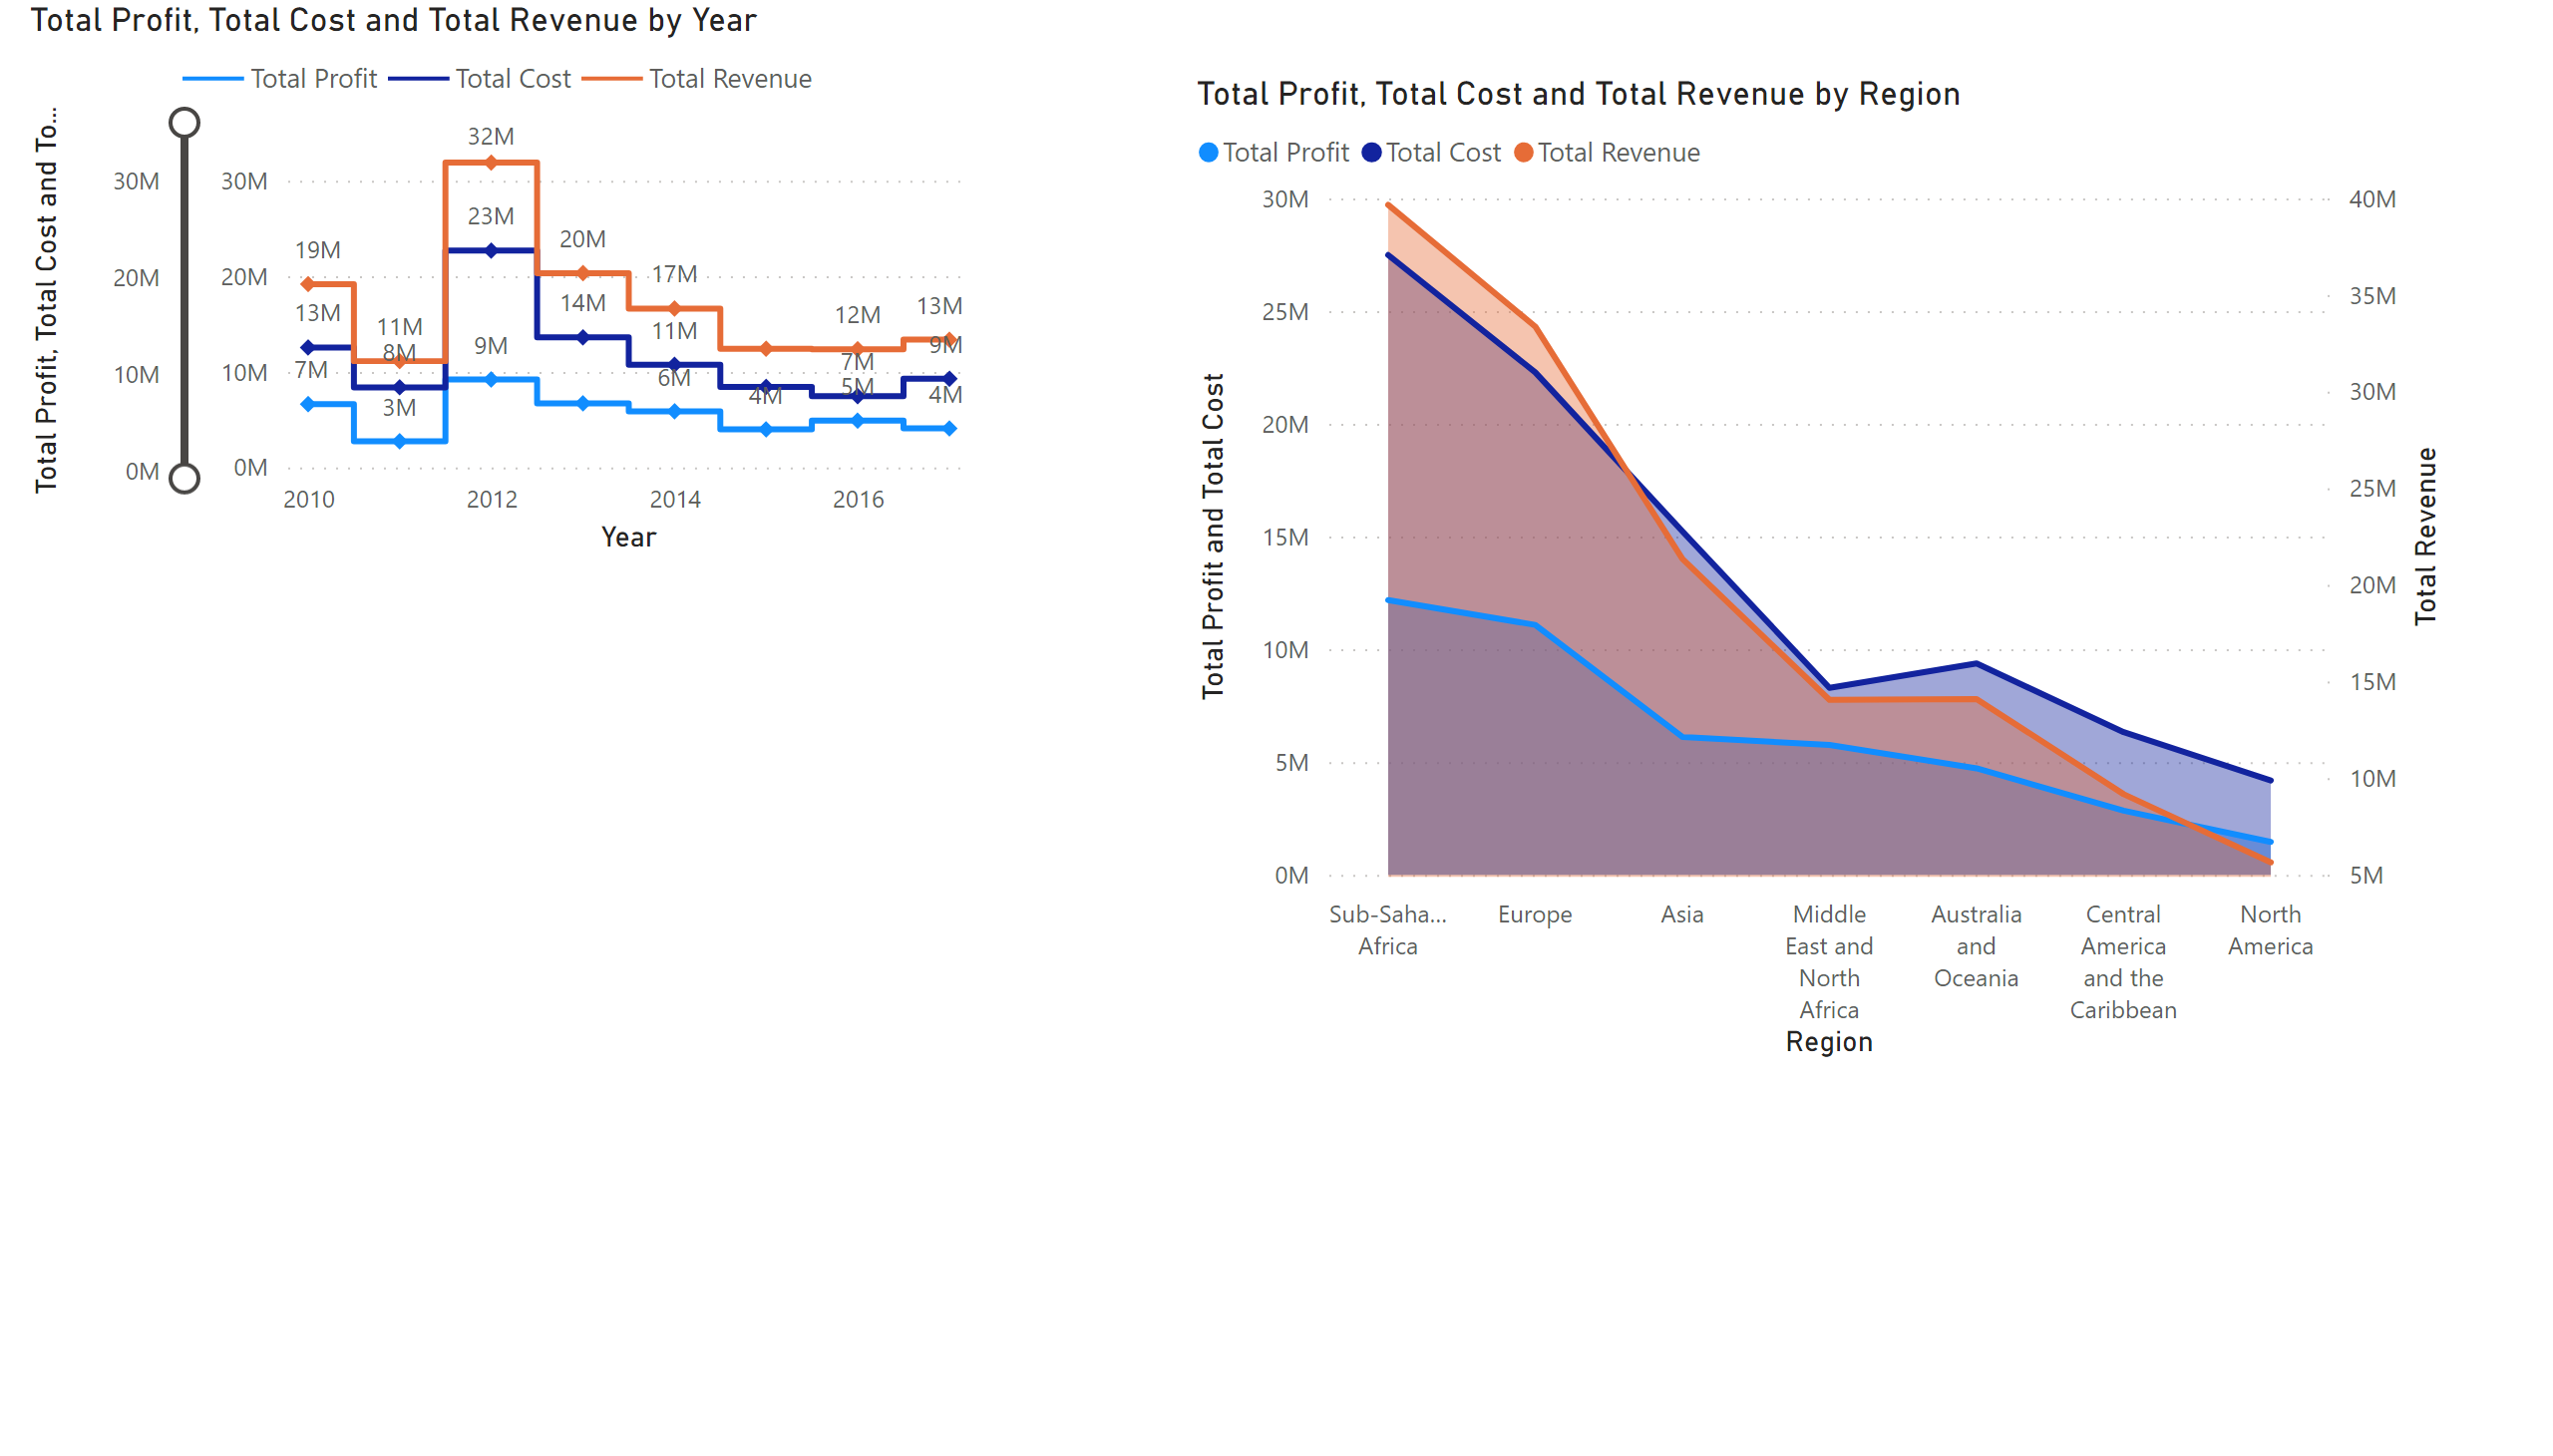 Total Profit, Total Cost and Total Revenue by Year
Total Profit Total Cost Total Revenue
Total Profit, Total Cost and To...
30M
20M
10M
0M
30M
20M
10M
0M
19M
13M
7M
11M
8M
3M
32M
23M
9M
20M
14M
17M
11M
6M
4M
12M
7M
5M
13M
9M
4M
2010 2012 2014 2016
Year
Total Profit, Total Cost and Total Revenue by Region
Total Profit Total Cost Total Revenue
Total Profit and Total Cost
30M
25M
20M
15M
10M
5M
0M
40M
35M
30M
25M
20M
15M
10M
5M
Total Revenue
Sub-Saha...
Africa
Europe
Asia
Middle
East and
North
Africa
Australia
and
Oceania
Central
America
and the
Caribbean
North
America
Region